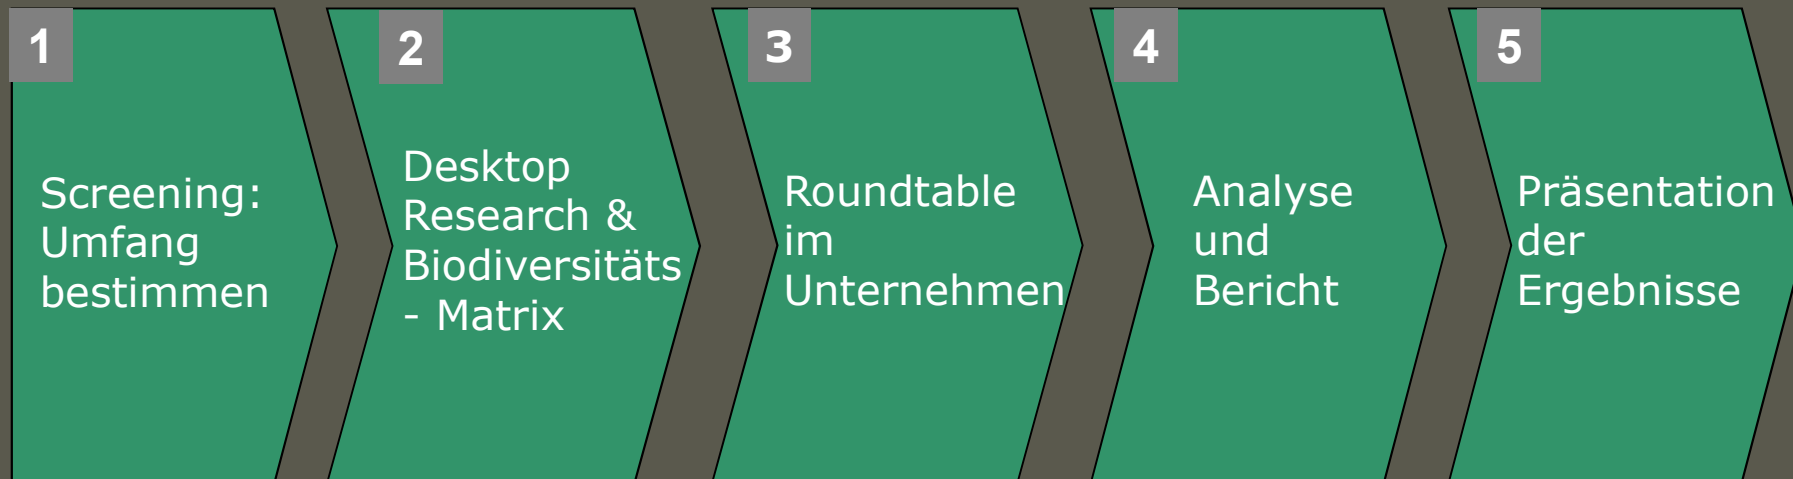 1
Screening:
Umfang
bestimmen
2
Desktop
Research &
Biodiversitäts
- Matrix
3
Roundtable
im
Unternehmen
4
Analyse
und
Bericht
5
Präsentation
der
Ergebnisse